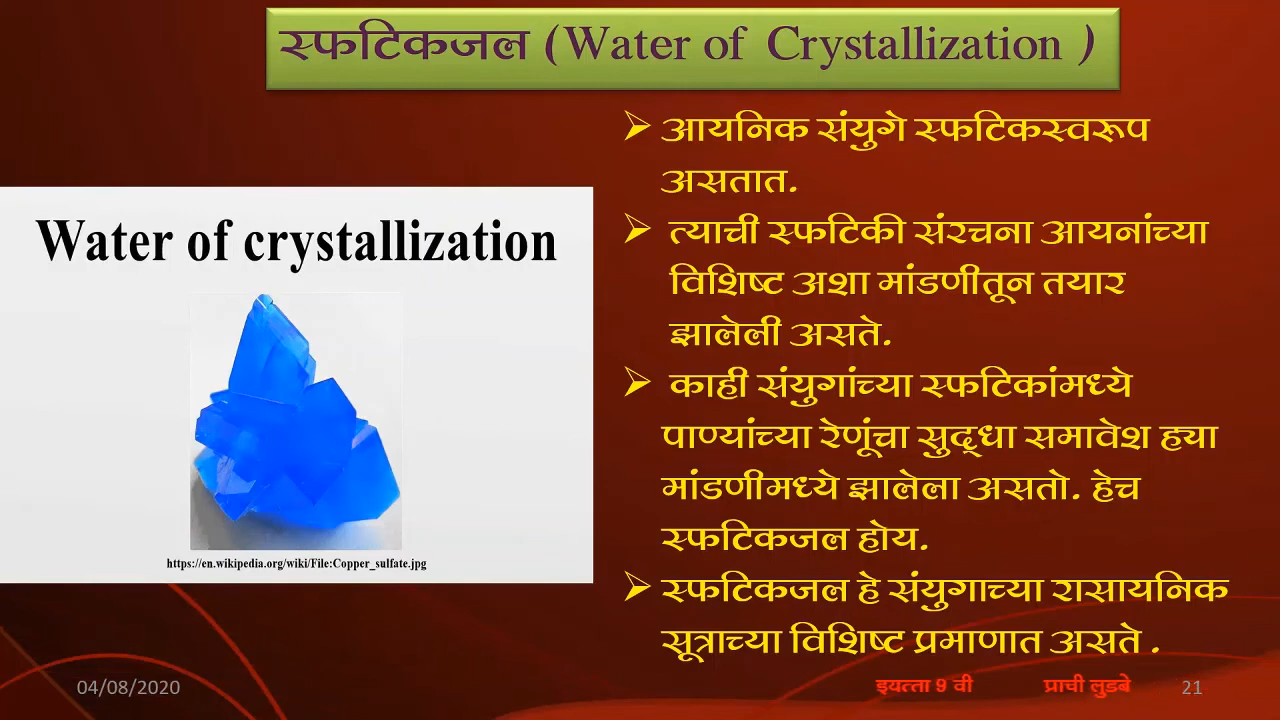 स्फटिकजल (Water of Crystallization )
Water of crystallization
https://en.wikipedia.org/wiki/File:Copper_sulfate.jpg
➢ आयनिक संयुगे स्फटिकस्वरूप
असतात.
➢ त्याची स्फटिकी संरचना आयनांच्या
विशिष्ट अशा मांडणीतून तयार
झालेली असते.
➢ काही संयुगांच्या स्फटिकांमध्ये
पाण्यांच्या रेणूंचा सुद्धा समावेश ह्या
मांडणीमध्ये झालेला असतो. हेच
स्फटिकजल होय.
➢ स्फटिकजल हे संयुगाच्या रासायनिक
सूत्राच्या विशिष्ट प्रमाणात असते .
04/08/2020 इयत्ता 9 वी प्राची लुडबे 21